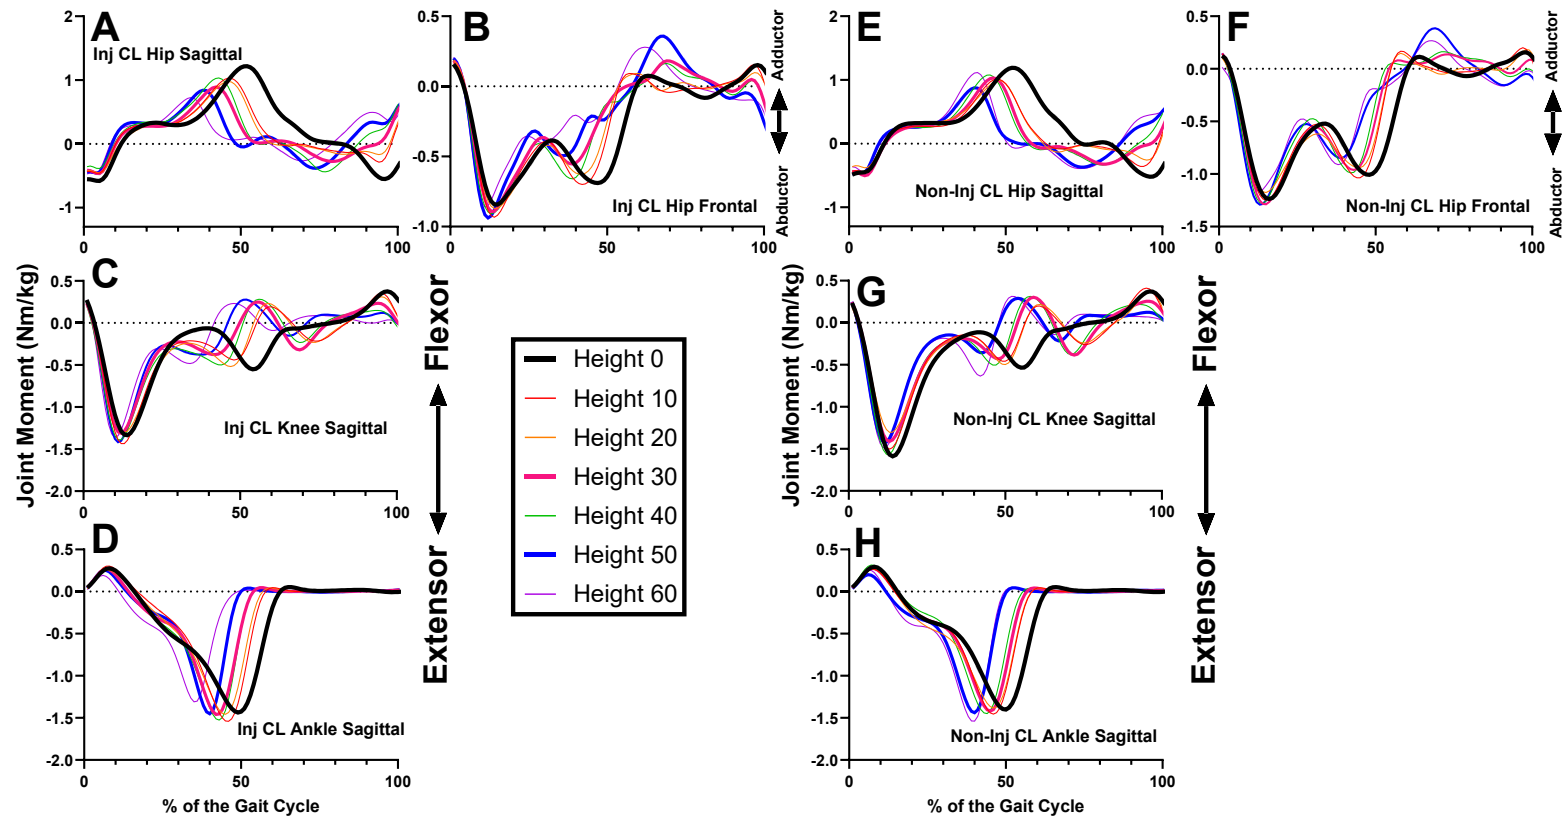 A
Inj CL Hip Sagittal
2
1
0
-1
0
50
100
B
Inj CL Hip Frontal
0.5
0.0
-0.5
-1.0
0
50
100
Adductor
Abductor
E
Non-Inj CL Hip Sagittal
2
1
0
-1
0
50
100
F
Non-Inj CL Hip Frontal
0.5
0.0
-0.5
-1.0
-1.5
0
50
100
Adductor
Abductor
C
Inj CL Knee Sagittal
Joint Moment (Nm/kg)
0.5
0.0
-0.5
-1.0
-1.5
-2.0
0
50
100
Flexor
Extensor
Height 0
Height 10
Height 20
Height 30
Height 40
Height 50
Height 60
G
Non-Inj CL Knee Sagittal
Joint Moment (Nm/kg)
0.5
0.0
-0.5
-1.0
-1.5
-2.0
0
50
100
Flexor
Extensor
D
Inj CL Ankle Sagittal
0.5
0.0
-0.5
-1.0
-1.5
-2.0
0
50
100
% of the Gait Cycle
H
Non-Inj CL Ankle Sagittal
0.5
0.0
-0.5
-1.0
-1.5
-2.0
0
50
100
% of the Gait Cycle